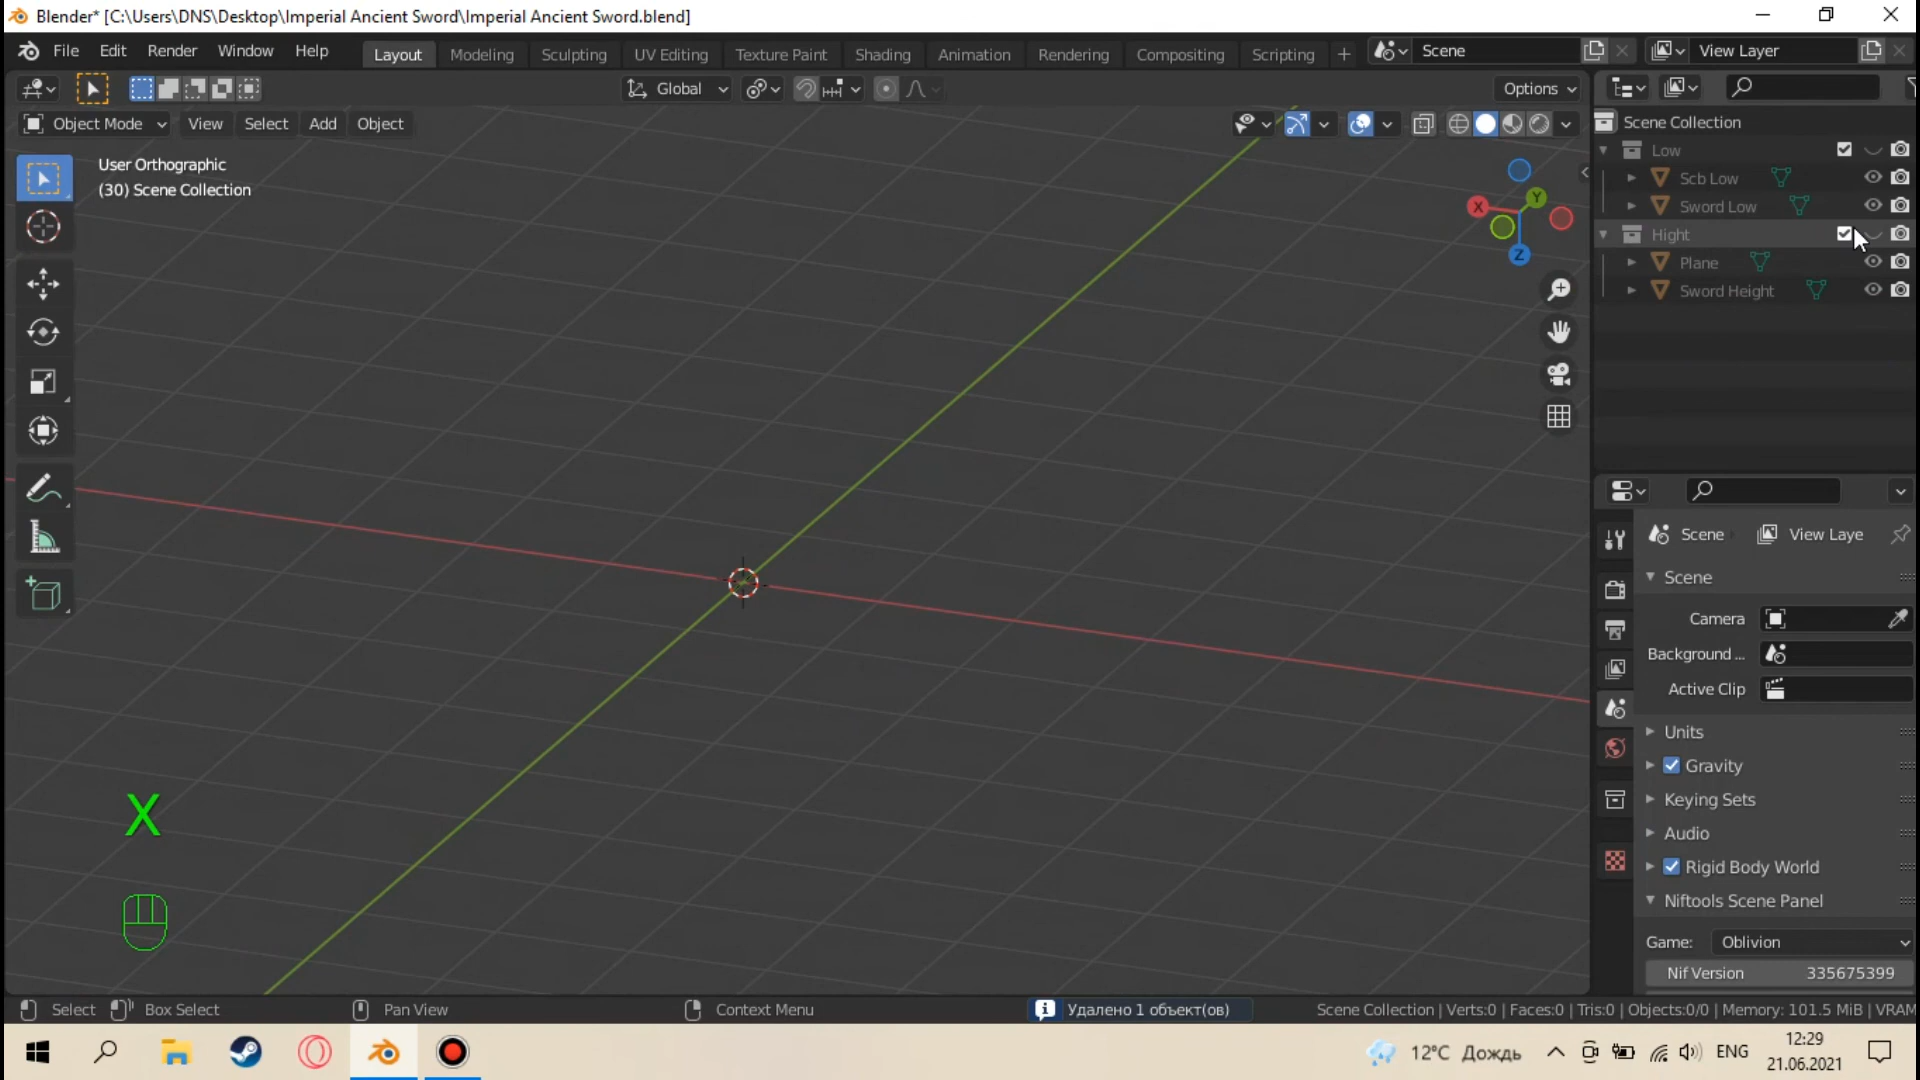 Blender* [C:\Users\DNS\Desktop\Imperial Ancient Sword\Imperial Ancient Sword.blend]
File Edit Render Window Help Layout Modeling Sculpting UV Editing Texture Paint Shading Animation Rendering Compositing Scripting + Scene View Layer
Global Options
Object Mode View Select Add Object
Scene Collection
User Orthographic
(30) Scene Collection
Low
Scb Low
Sword Low
Hight
Plane
Sword Height
X
Y
Z
Scene View Laye
Scene
Camera
Background ...
Active Clip
Units
Gravity
Keying Sets
Audio
Rigid Body World
Niftools Scene Panel
Game: Oblivion
Nif Version 335675399
X
Select Box Select Pan View Context Menu Удалено 1 объект(ов) Scene Collection | Verts:0 | Faces:0 | Tris:0 | Objects:0/0 | Memory: 101.5 MiB | VRAM
12°C Дождь ENG 12:29
21.06.2021